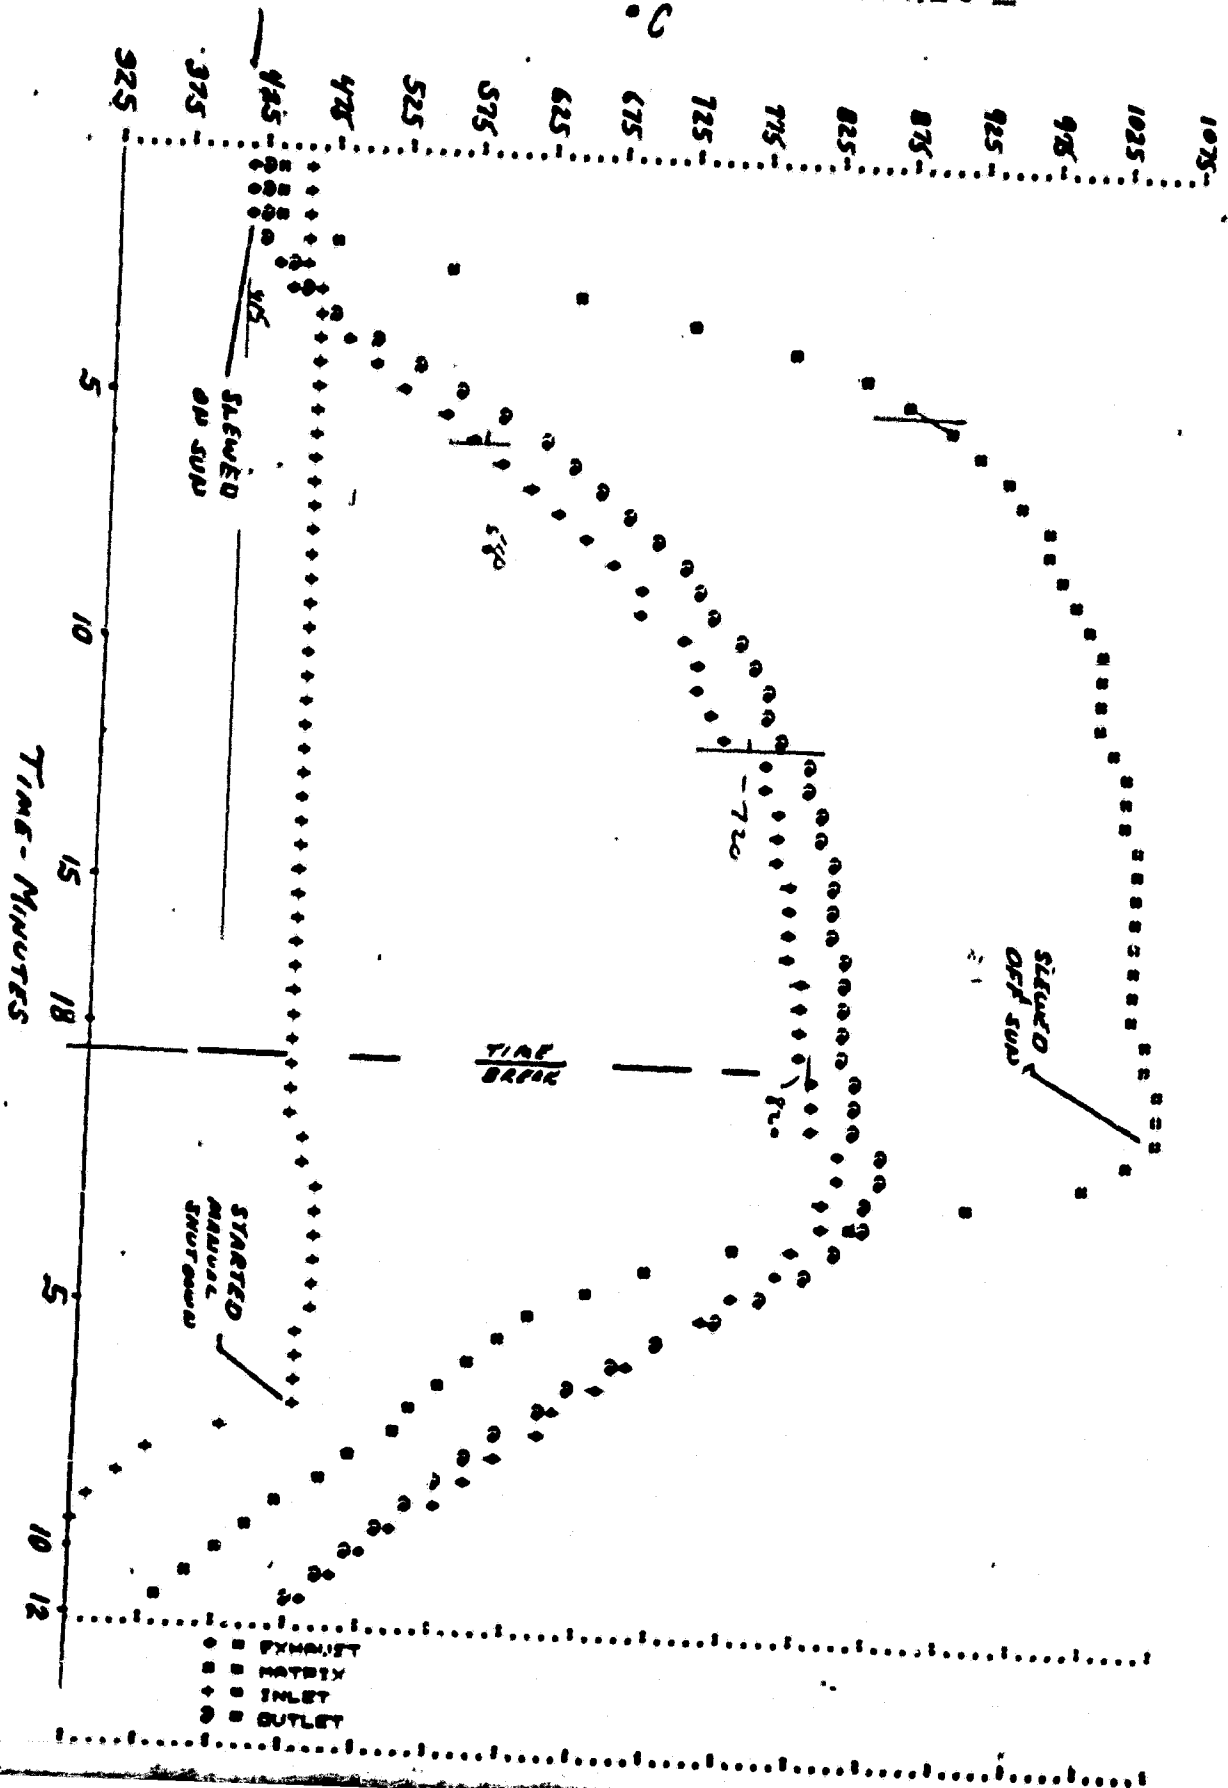 °C
1075
1025
975
925
875
825
775
725
675
625
575
525
475
425
375
325
SLEWED
OFF SUN
SLEWED
ON SUN
TIME
BREAK
820
720
STARTED
MANUAL
SHUTDOWN
5
10
15
18
5
10
12
TIME - MINUTES
♦ = EXHAUST
¤ = MATRIX
+ = INLET
@ = OUTLET